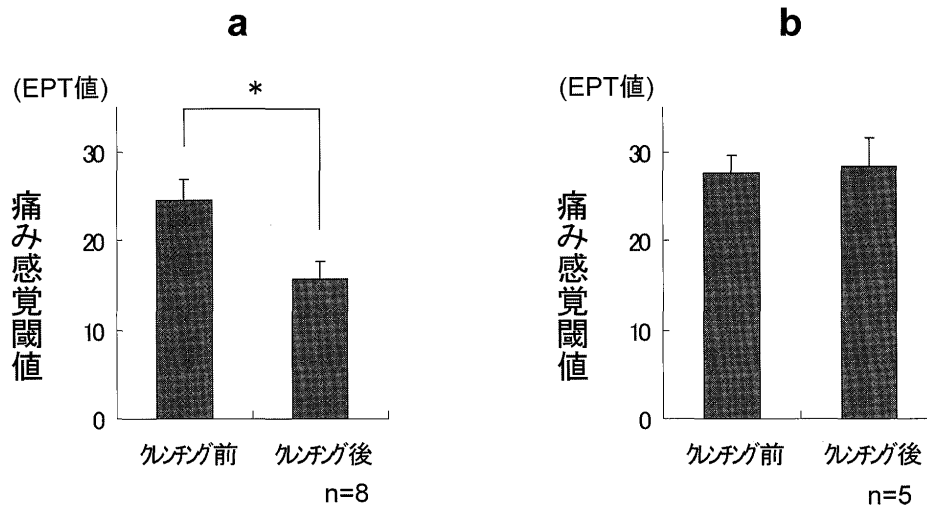 a
(EPT値)
*
痛み感覚閾値
30
20
10
0
クレンチング前
クレンチング後
n=8
b
(EPT値)
痛み感覚閾値
30
20
10
0
クレンチング前
クレンチング後
n=5